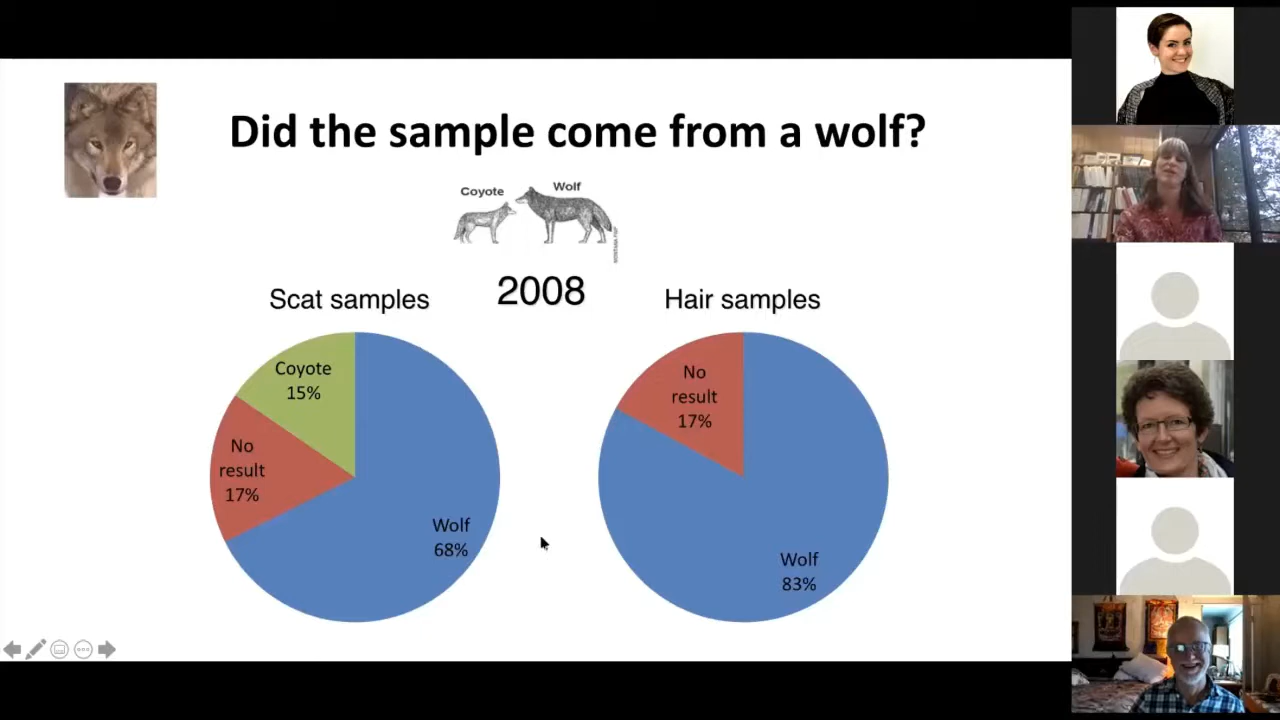 Did the sample come from a wolf?
Coyote
Wolf
2008
Scat samples
Hair samples
Coyote
15%
No
result
17%
Wolf
68%
No
result
17%
Wolf
83%